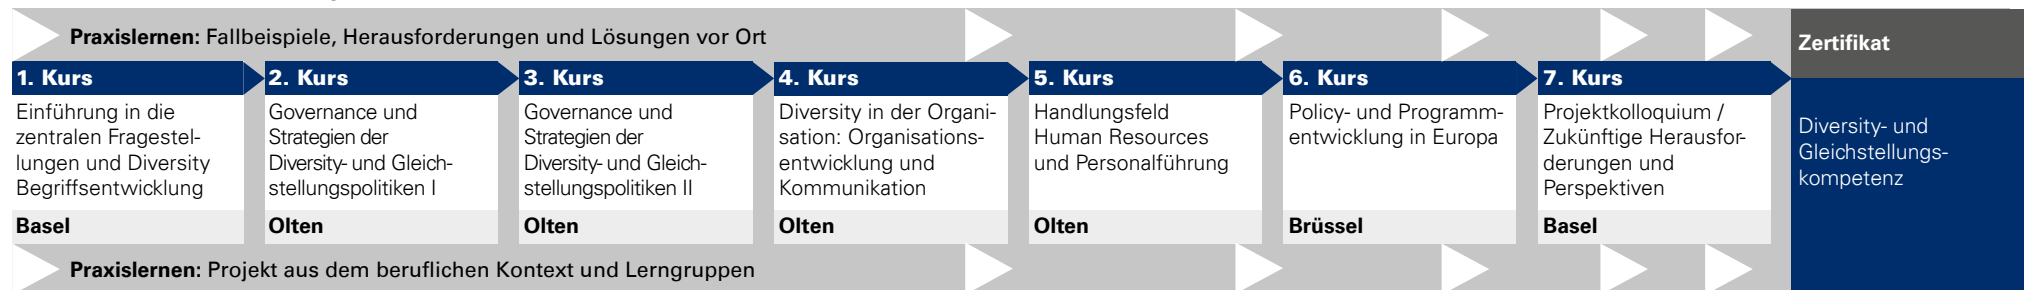 Praxislernen: Fallbeispiele, Herausforderungen und Lösungen vor Ort
1. Kurs
Einführung in die
zentralen Fragestel-
lungen und Diversity
Begriffsentwicklung
Basel
2. Kurs
Governance und
Strategien der
Diversity- und Gleich-
stellungspolitiken I
Olten
3. Kurs
Governance und
Strategien der
Diversity- und Gleich-
stellungspolitiken II
Olten
4. Kurs
Diversity in der Organi-
sation: Organisations-
entwicklung und
Kommunikation
Olten
5. Kurs
Handlungsfeld
Human Resources
und Personalführung
Olten
6. Kurs
Policy- und Programm-
entwicklung in Europa
Brüssel
7. Kurs
Projektkolloquium /
Zukünftige Herausfor-
derungen und
Perspektiven
Basel
Zertifikat
Diversity- und
Gleichstellungs-
kompetenz
Praxislernen: Projekt aus dem beruflichen Kontext und Lerngruppen